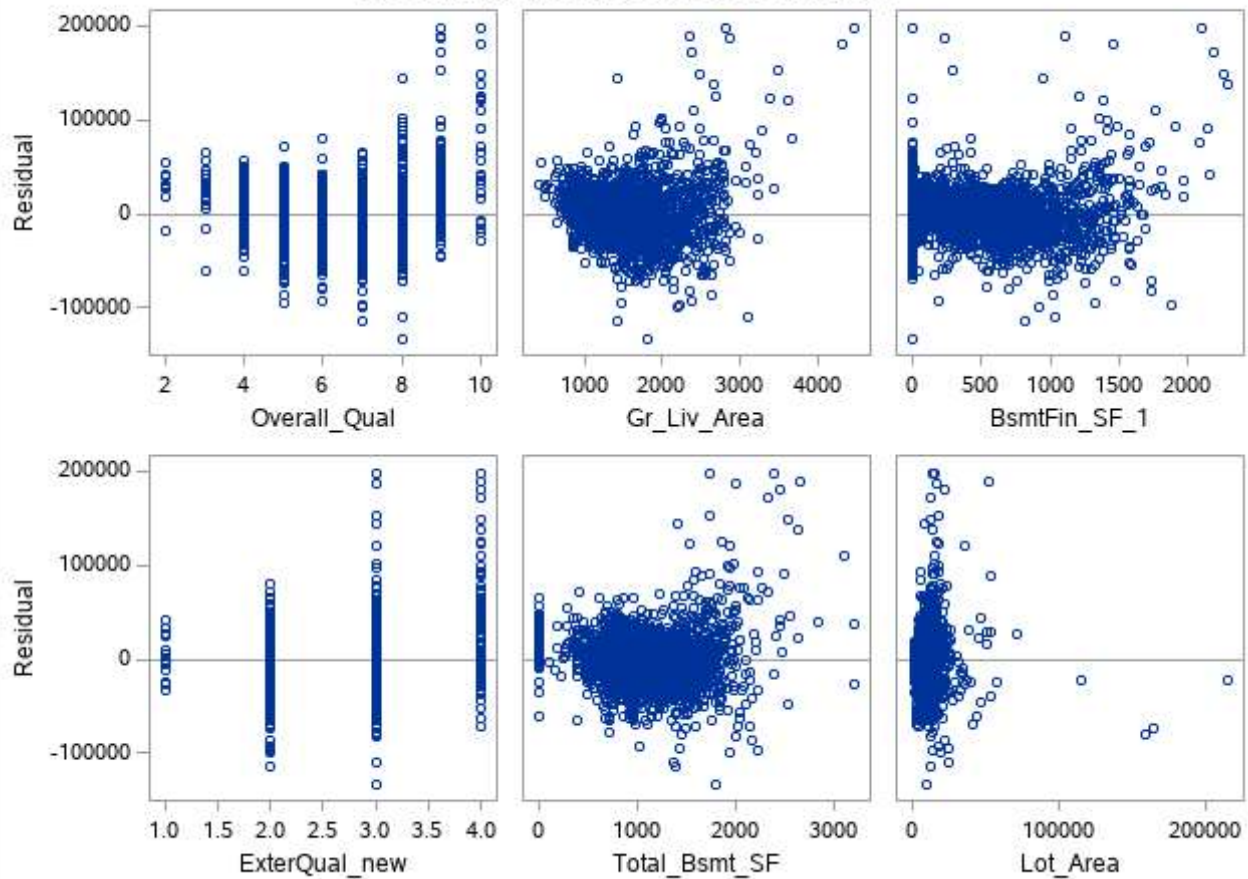 200000
100000
0
-100000
Residual
2 4 6 8 10
Overall_Qual
1000 2000 3000 4000
Gr_Liv_Area
0 500 1000 1500 2000
BsmtFin_SF_1
200000
100000
0
-100000
Residual
1.0 1.5 2.0 2.5 3.0 3.5 4.0
ExterQual_new
0 1000 2000 3000
Total_Bsmt_SF
0 100000 200000
Lot_Area